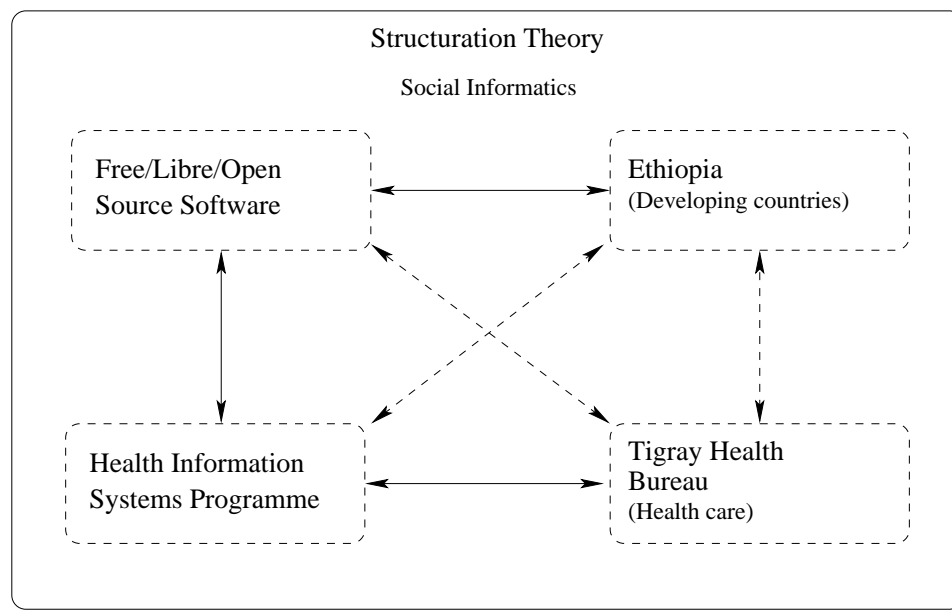 Structuration Theory
Social Informatics
Free/Libre/Open
Source Software
Ethiopia
(Developing countries)
Health Information
Systems Programme
Tigray Health
Bureau
(Health care)